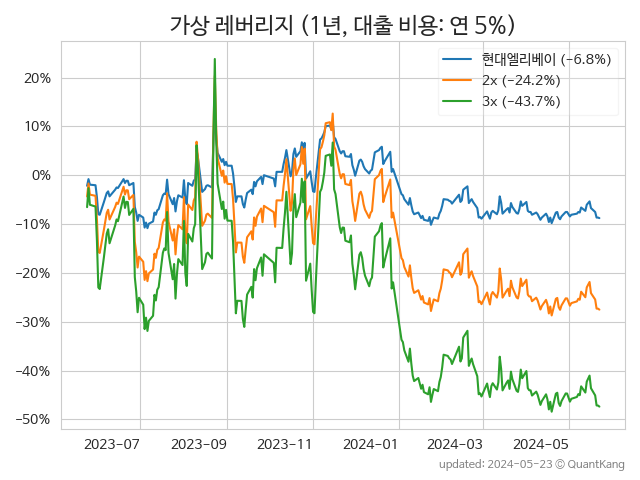 가상 레버리지 (1년, 대출 비용: 연 5%)
현대엘리베이 (−6.8%)
2x (−24.2%)
3x (−43.7%)
20%
10%
0%
−10%
−20%
−30%
−40%
−50%
2023-07
2023-09
2023-11
2024-01
2024-03
2024-05
updated: 2024-05-23 © QuantKang